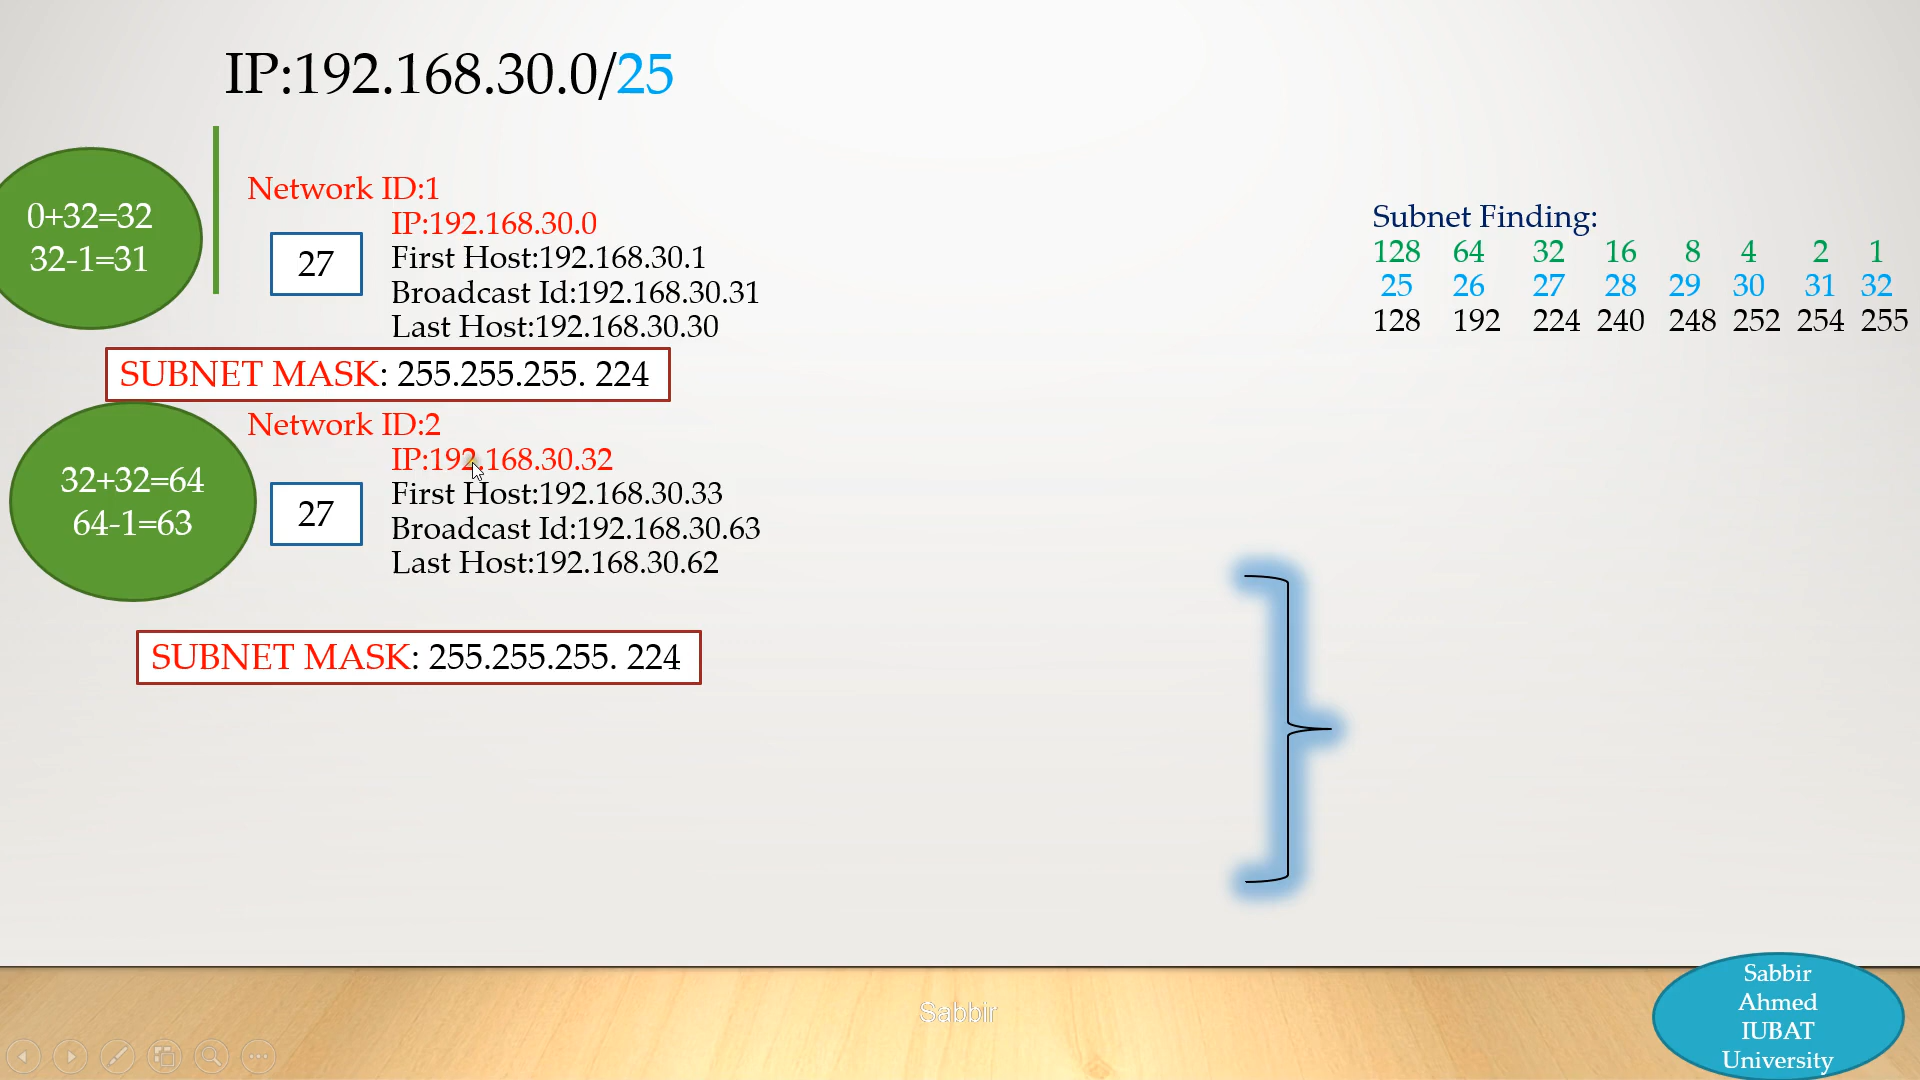 IP:192.168.30.0/25
0+32=32
32-1=31
Network ID:1
27
IP:192.168.30.0
First Host:192.168.30.1
Broadcast Id:192.168.30.31
Last Host:192.168.30.30
SUBNET MASK: 255.255.255. 224
32+32=64
64-1=63
Network ID:2
27
IP:192.168.30.32
First Host:192.168.30.33
Broadcast Id:192.168.30.63
Last Host:192.168.30.62
SUBNET MASK: 255.255.255. 224
Subnet Finding:
128 64 32 16 8 4 2 1
25 26 27 28 29 30 31 32
128 192 224 240 248 252 254 255
Sabbir
Sabbir
Ahmed
IUBAT
University